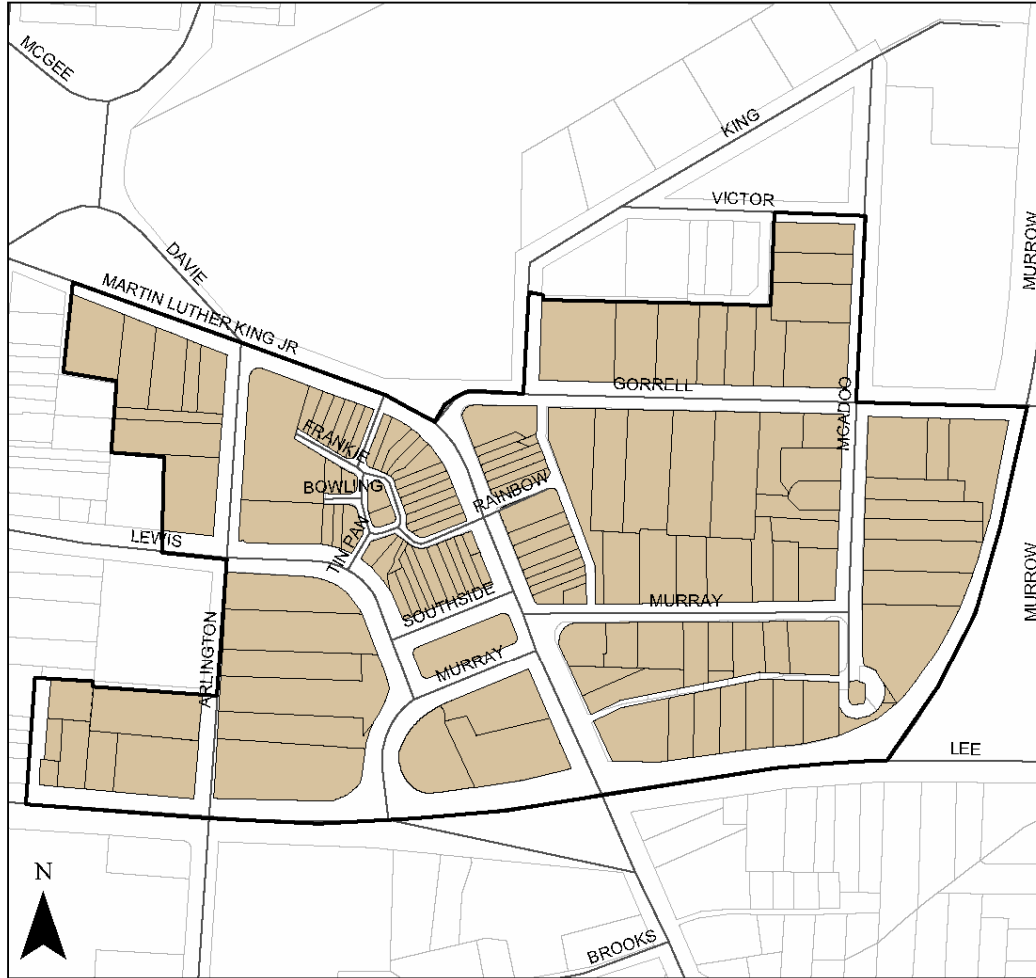 MCGEE
KING
VICTOR
MURROW
DAVIE
MARTIN LUTHER KING JR
GORRELL
MCADOO
FRANKIE
BOWLING
RAINBOW
LEWIS
TIN PAN
SOUTHSIDE
MURRAY
MURROW
ARLINGTON
MURRAY
LEE
N
BROOKS